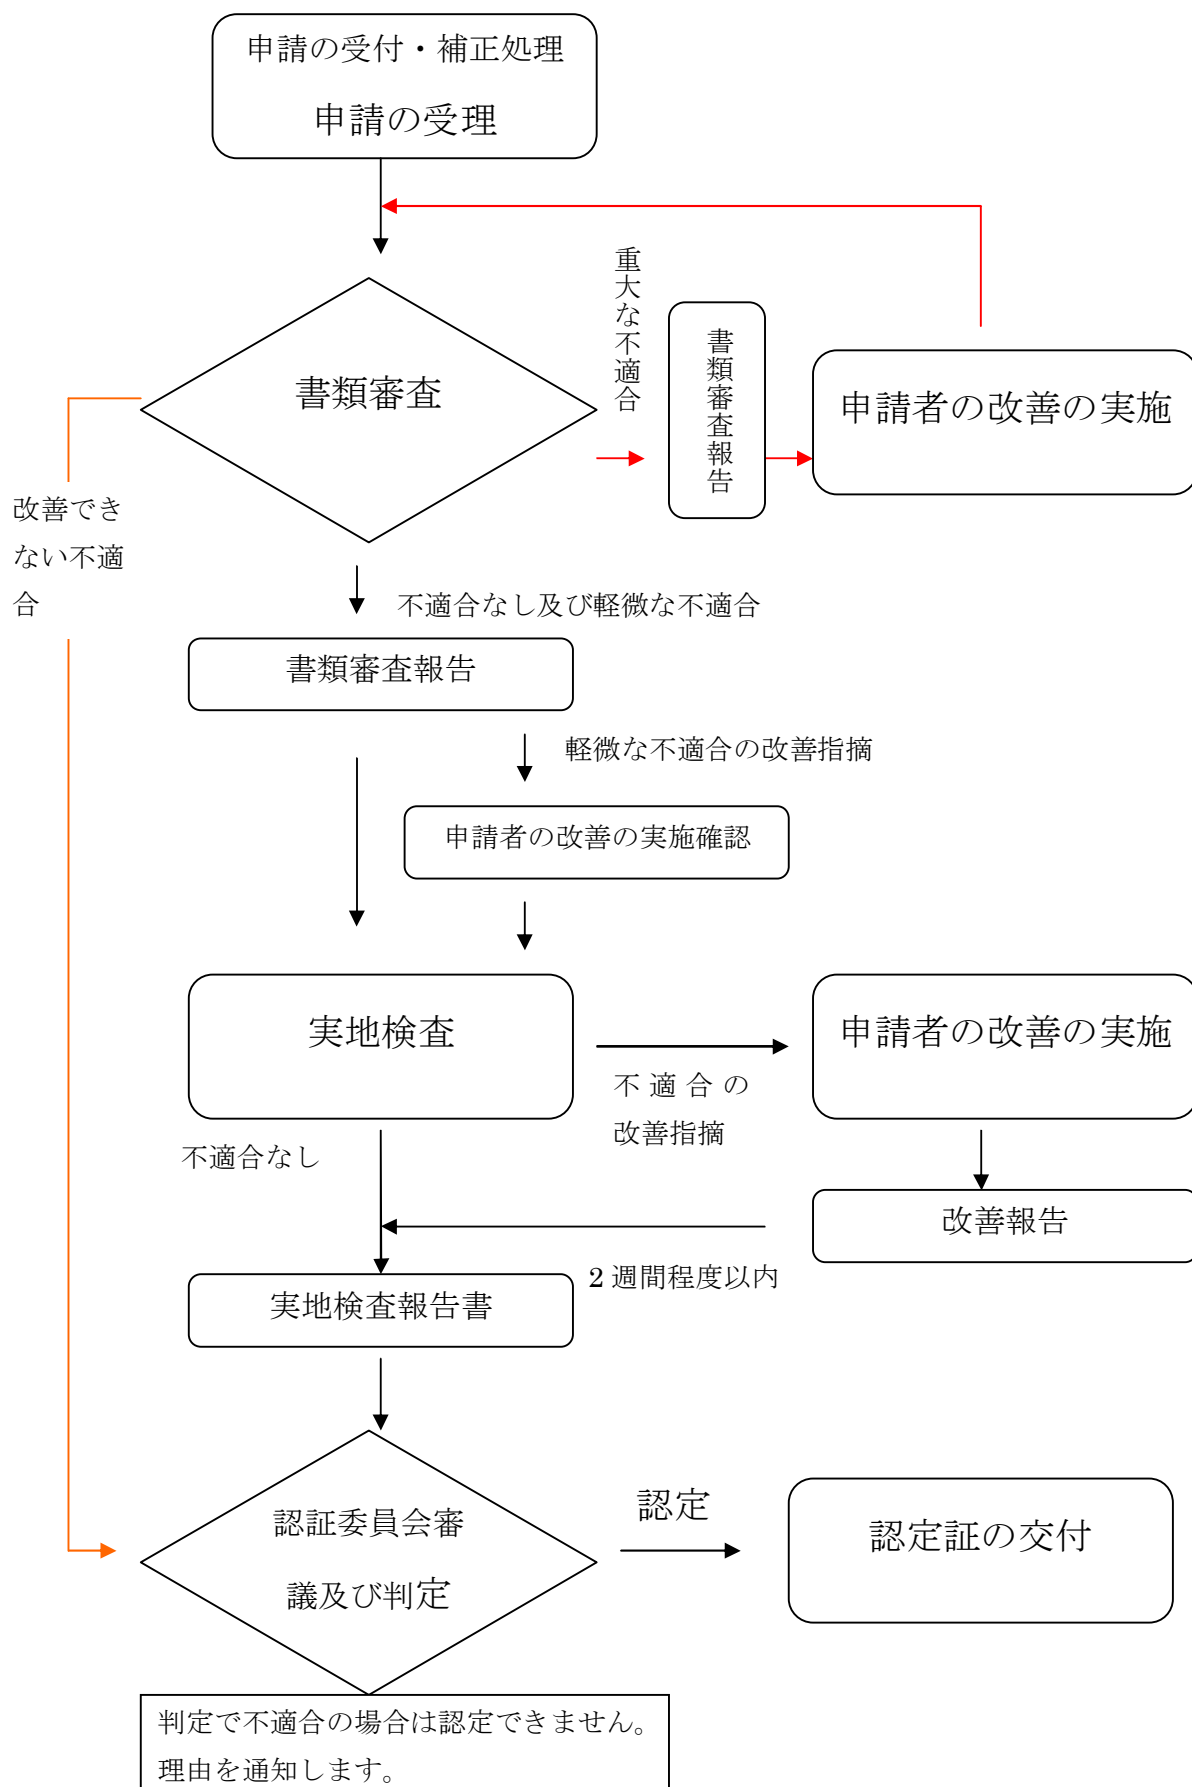 申請の受付・補正処理
申請の受理
重大な不適合
書類審査報告
書類審査
申請者の改善の実施
改善でき
ない不適
合
不適合なし及び軽微な不適合
書類審査報告
軽微な不適合の改善指摘
申請者の改善の実施確認
実地検査
申請者の改善の実施
不適合の
改善指摘
不適合なし
改善報告
2週間程度以内
実地検査報告書
認定
認証委員会審
議及び判定
認定証の交付
判定で不適合の場合は認定できません。
理由を通知します。